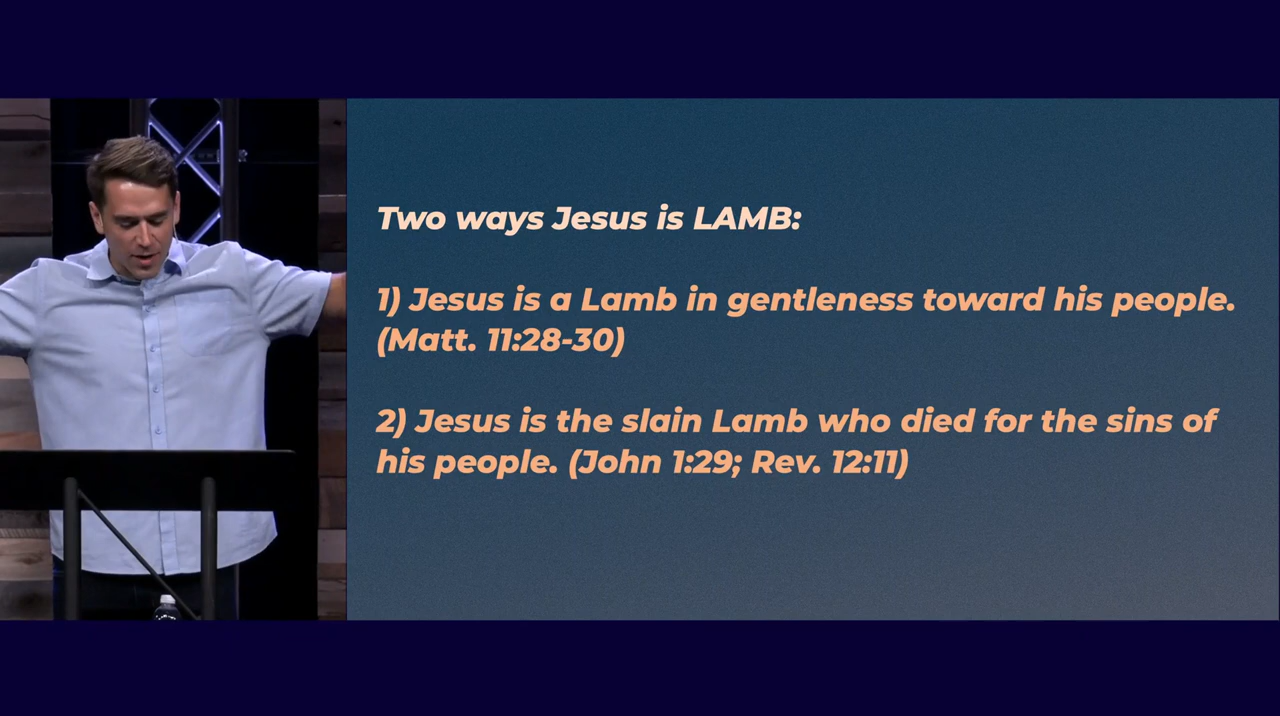 Two ways Jesus is LAMB:
1) Jesus is a Lamb in gentleness toward his people.
(Matt. 11:28-30)
2) Jesus is the slain Lamb who died for the sins of
his people. (John 1:29; Rev. 12:11)